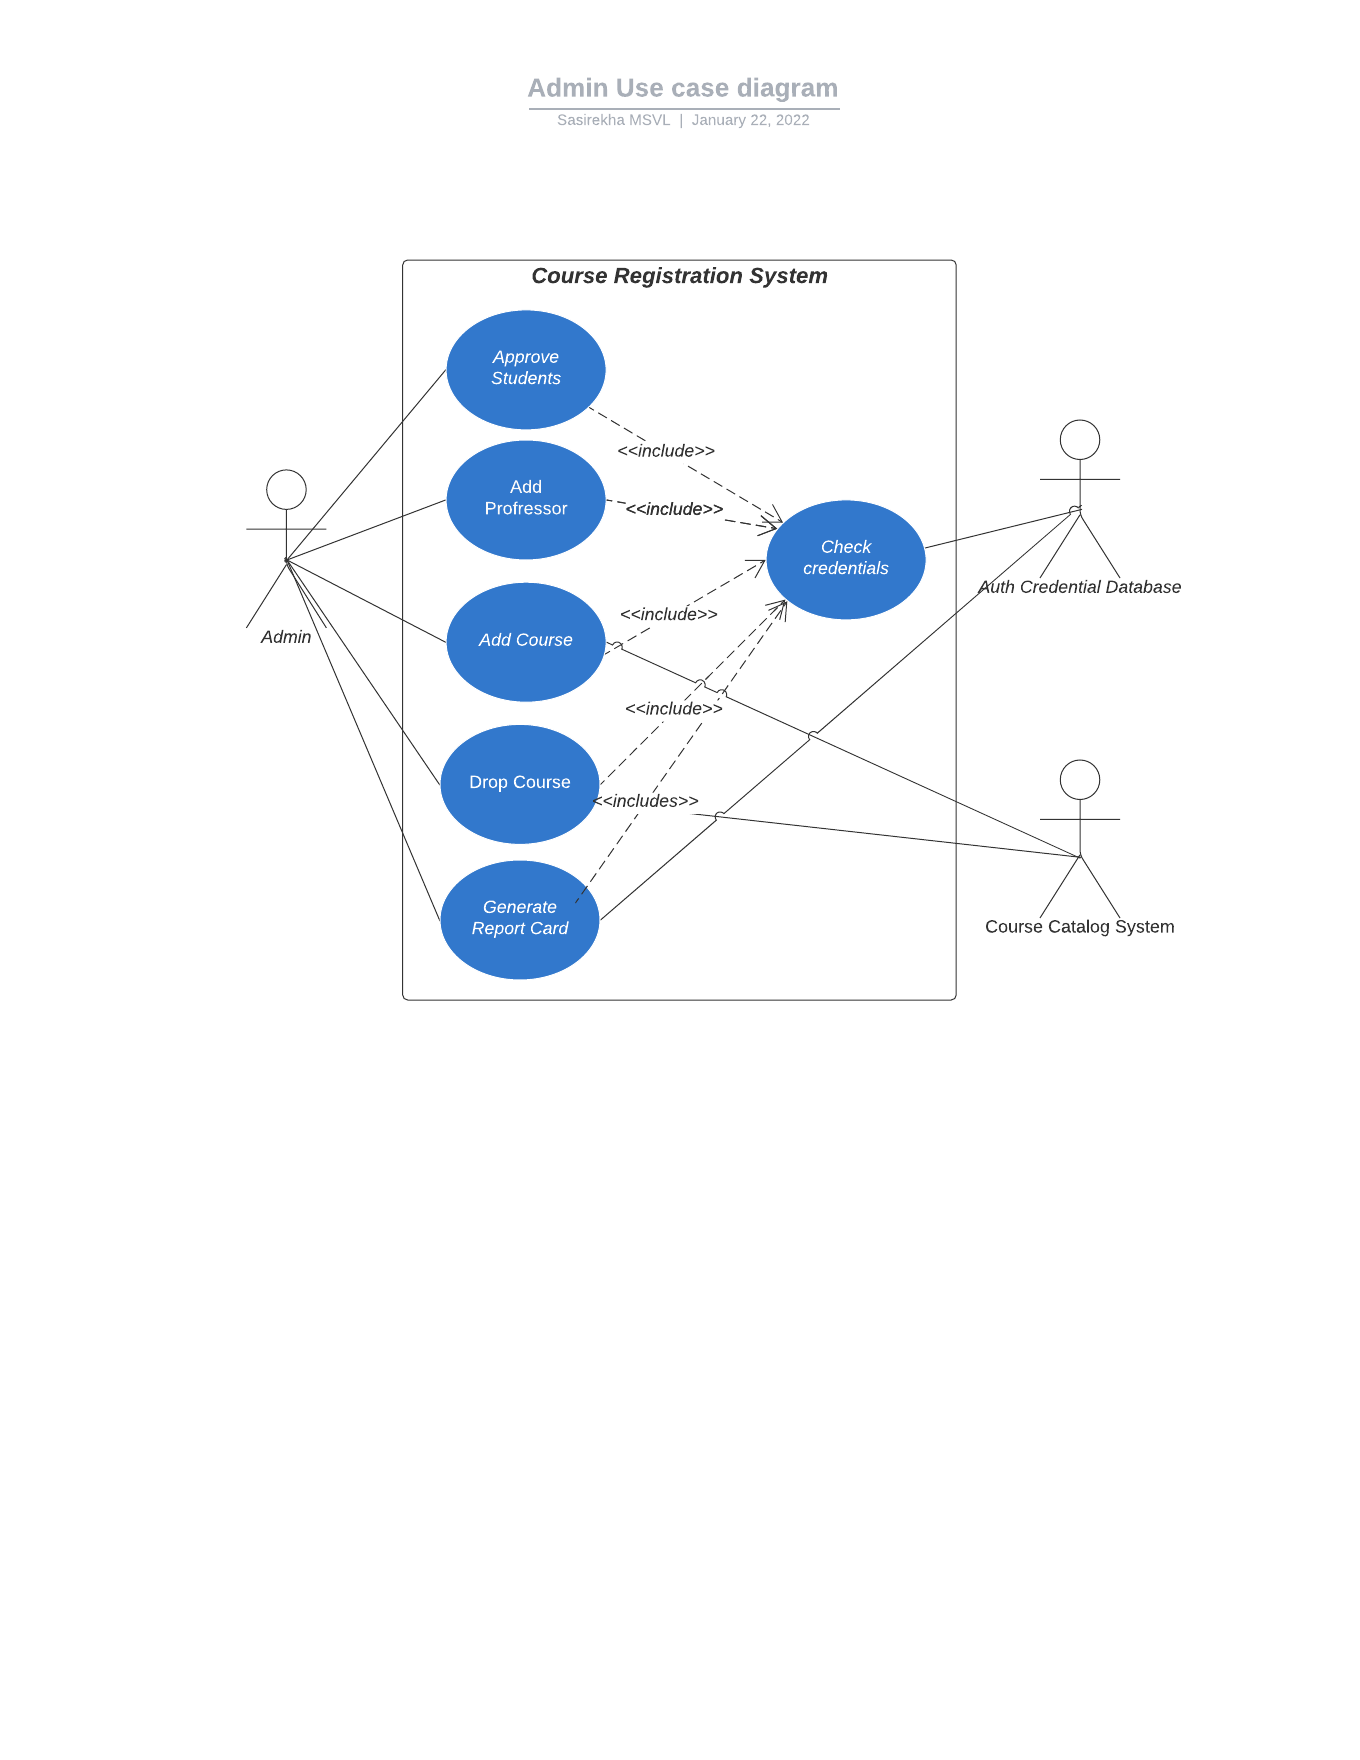 Admin Use case diagram
Sasirekha MSVL | January 22, 2022
Course Registration System
Approve
Students
<<include>>
Add
Profressor
<<include>>
Check
credentials
Auth Credential Database
Admin
Add Course
<<include>>
<<include>>
Drop Course
<<includes>>
Generate
Report Card
Course Catalog System